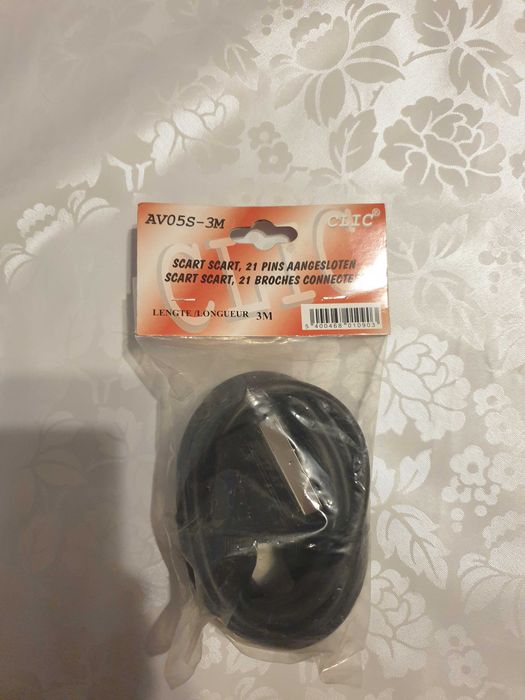 AV05S-3M
CLIC®
CLIC
SCART SCART, 21 PINS AANGESLOTEN
SCART SCART, 21 BROCHES CONNECTE
LENGTE/LONGUEUR 3M
5 400468 010903